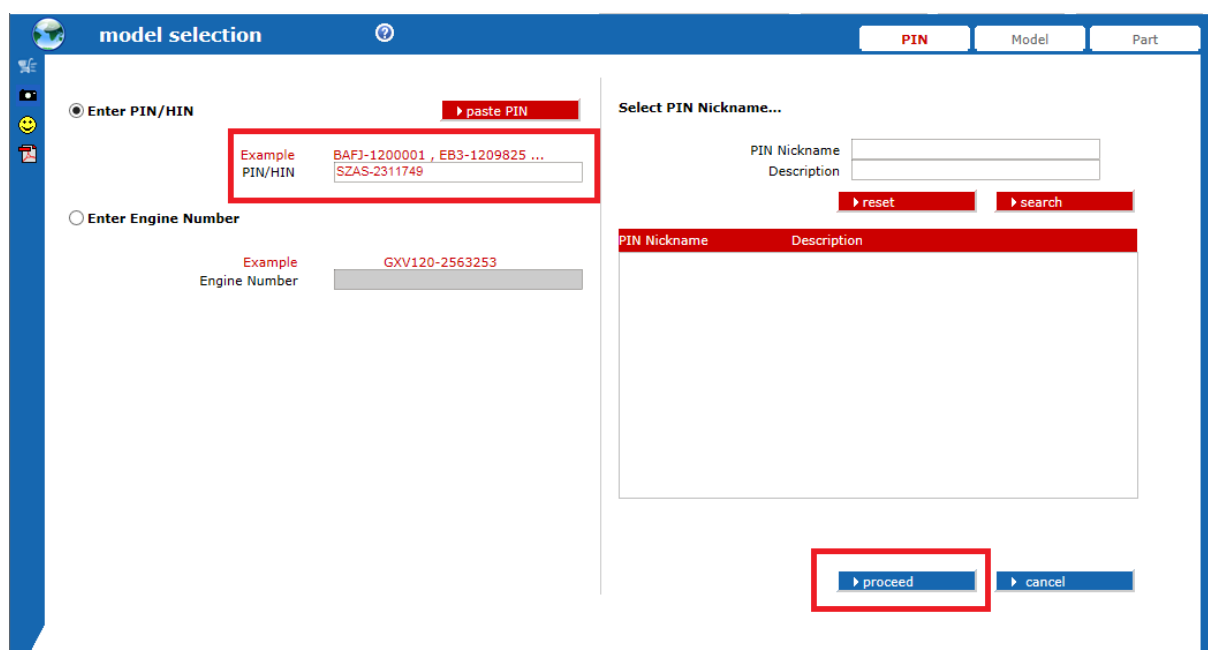 model selection
?
PIN
Model
Part
Enter PIN/HIN
paste PIN
Example BAFJ-1200001 , EB3-1209825 ...
PIN/HIN SZAS-2311749
Enter Engine Number
Example GXV120-2563253
Engine Number
Select PIN Nickname...
PIN Nickname
Description
reset
search
PIN Nickname Description
proceed
cancel